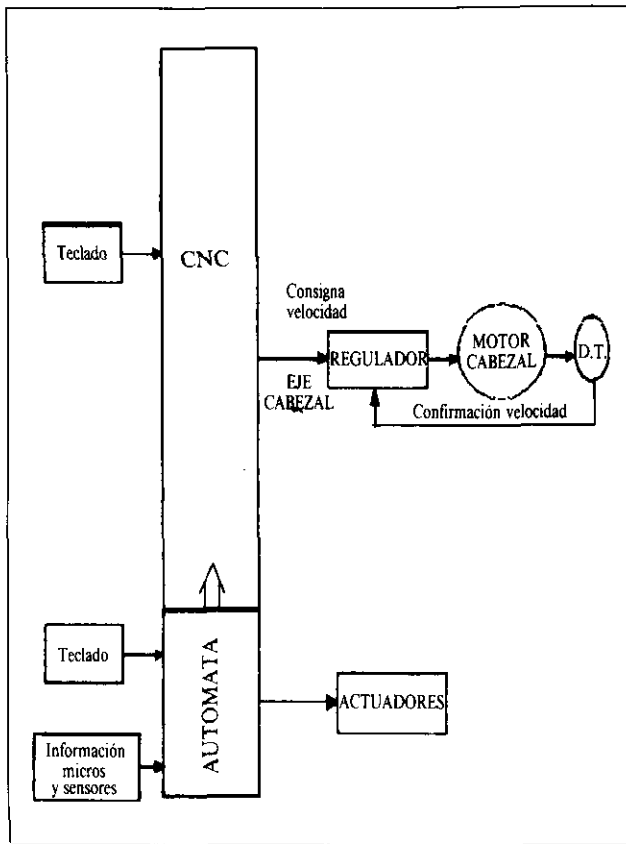 Teclado
CNC
Consigna
velocidad
REGULADOR
EJE
CABEZAL
MOTOR
CABEZAL
D.T.
Confirmación velocidad
Teclado
AUTOMATA
ACTUADORES
Información
micros
y sensores